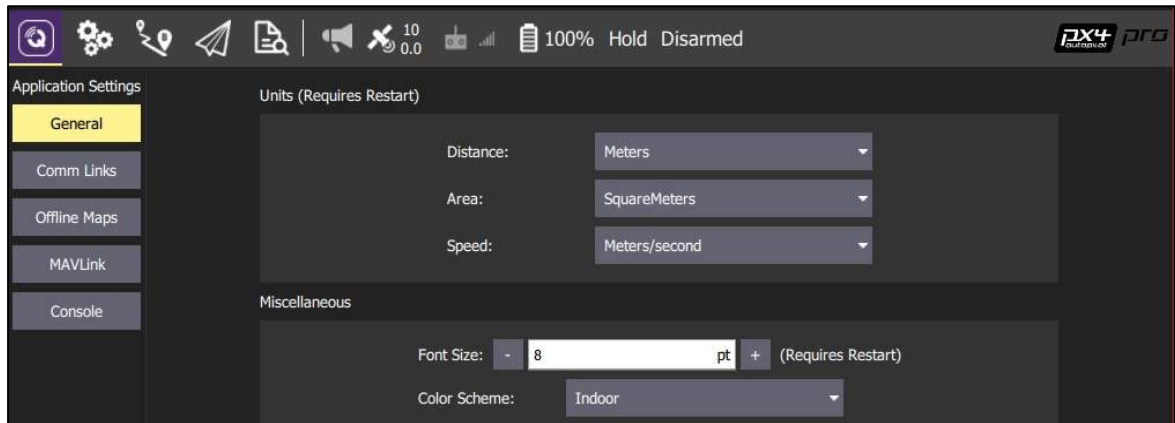 10
0.0
100% Hold Disarmed
px4 pro
autopilot
Application Settings
General
Comm Links
Offline Maps
MAVLink
Console
Units (Requires Restart)
Distance: Meters
Area: SquareMeters
Speed: Meters/second
Miscellaneous
Font Size: - 8 pt + (Requires Restart)
Color Scheme: Indoor